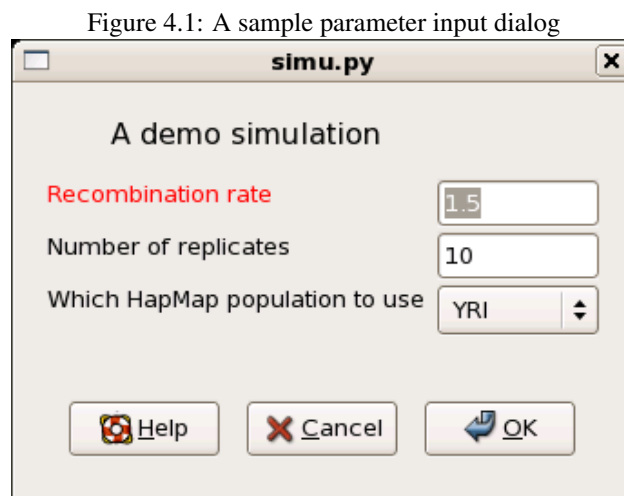 Figure 4.1: A sample parameter input dialog
simu.py
A demo simulation
Recombination rate 1.5
Number of replicates 10
Which HapMap population to use YRI
Help Cancel OK